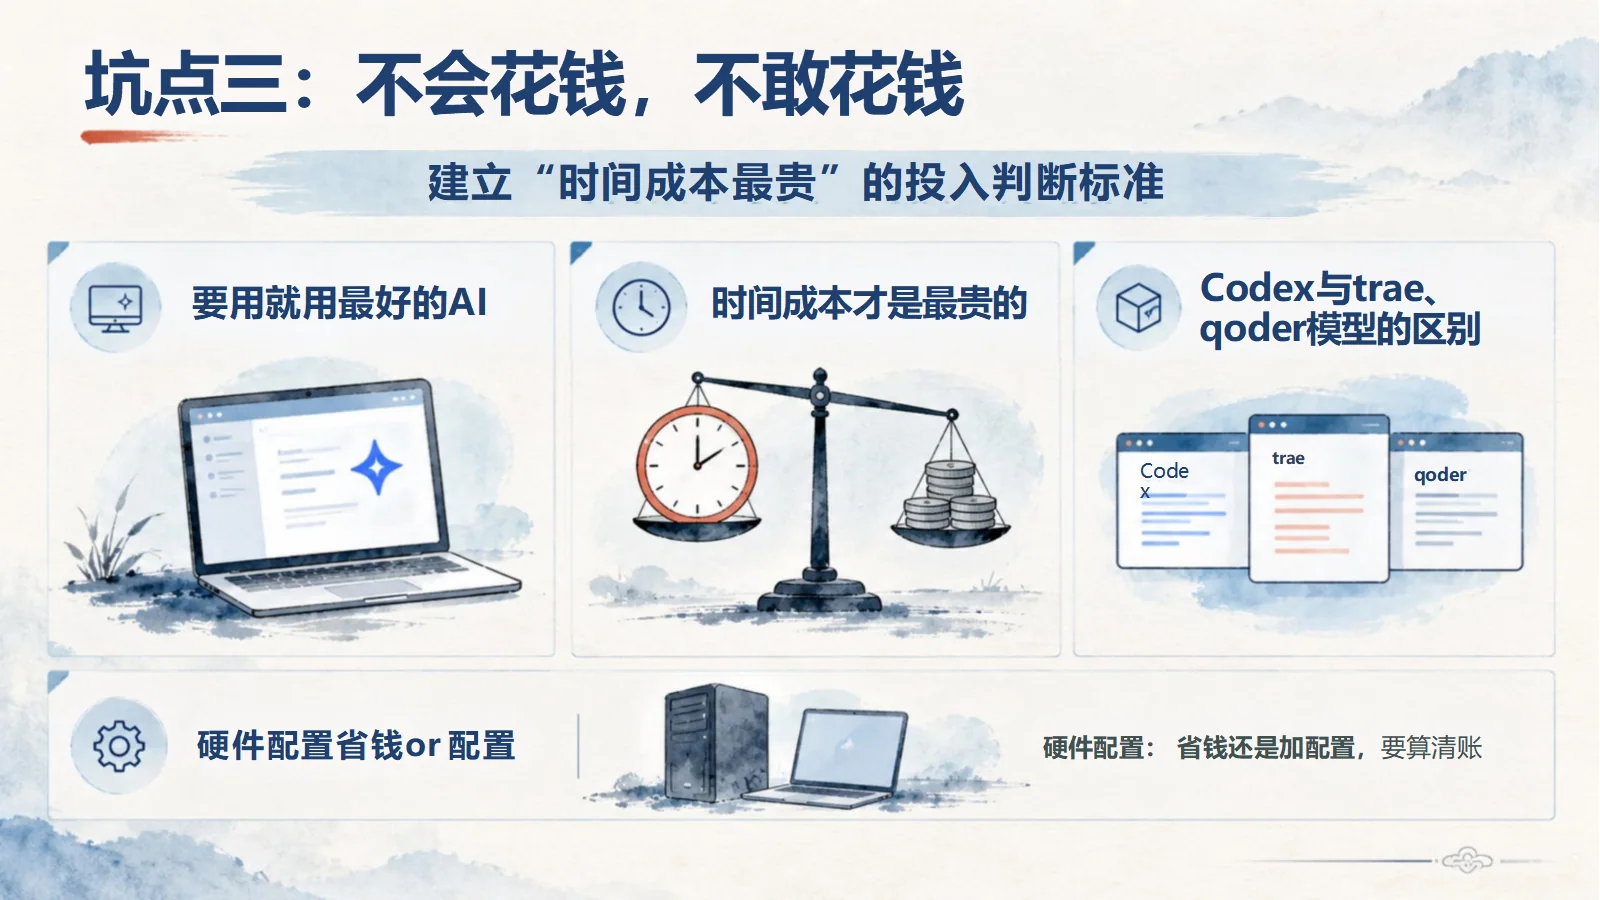 坑点三：不会花钱，不敢花钱
建立“时间成本最贵”的投入判断标准
要用就用最好的AI
时间成本才是最贵的
Codex与trae、
qoder模型的区别
Code
x
trae
qoder
硬件配置省钱or配置
硬件配置： 省钱还是加配置，要算清账